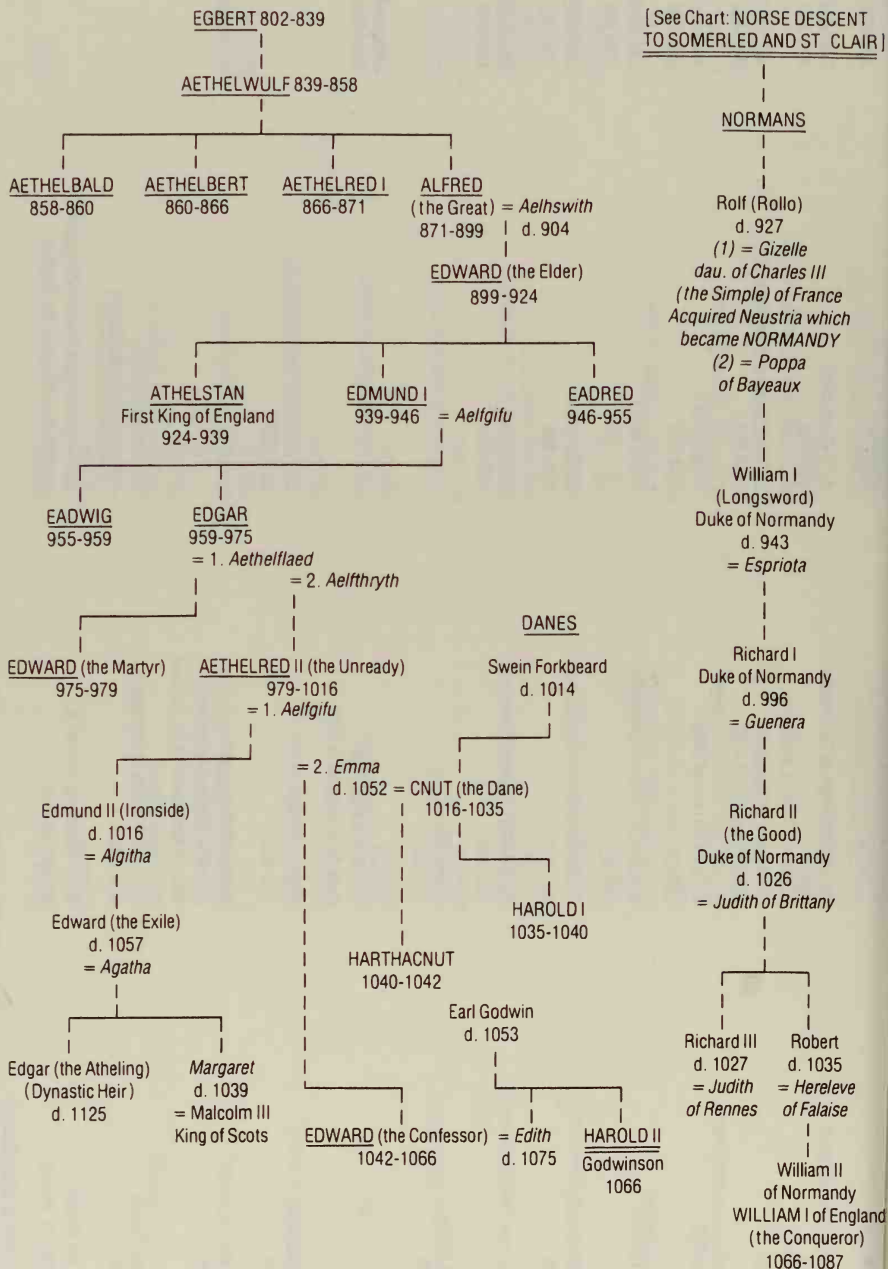 EGBERT 802-839
AETHELWULF 839-858
AETHELBALD
858-860
AETHELBERT
860-866
AETHELRED I
866-871
ALFRED
(the Great) = Aelhswith
871-899 d. 904
EDWARD (the Elder)
899-924
ATHELSTAN
First King of England
924-939
EDMUND I
939-946 = Aelfgifu
EADRED
946-955
EADWIG
955-959
EDGAR
959-975
= 1. Aethelflaed
= 2. Aelfthryth
EDWARD (the Martyr)
975-979
AETHELRED II (the Unready)
979-1016
= 1. Aelfgifu
= 2. Emma
d. 1052 = CNUT (the Dane)
1016-1035
DANES
Swein Forkbeard
d. 1014
Edmund II (Ironside)
d. 1016
= Algitha
Edward (the Exile)
d. 1057
= Agatha
HAROLD I
1035-1040
HARTHACNUT
1040-1042
Edgar (the Atheling)
(Dynastic Heir)
d. 1125
Margaret
d. 1039
= Malcolm III
King of Scots
Earl Godwin
d. 1053
EDWARD (the Confessor) = Edith
1042-1066 d. 1075
HAROLD II
Godwinson
1066
[See Chart: NORSE DESCENT
TO SOMERLED AND ST CLAIR]
NORMANS
Rolf (Rollo)
d. 927
(1) = Gizelle
dau. of Charles III
(the Simple) of France
Acquired Neustria which
became NORMANDY
(2) = Poppa
of Bayeaux
William I
(Longsword)
Duke of Normandy
d. 943
= Espriota
Richard I
Duke of Normandy
d. 996
= Guenera
Richard II
(the Good)
Duke of Normandy
d. 1026
= Judith of Brittany
Richard III
d. 1027
= Judith
of Rennes
Robert
d. 1035
= Hereleve
of Falaise
William II
of Normandy
WILLIAM I of England
(the Conqueror)
1066-1087